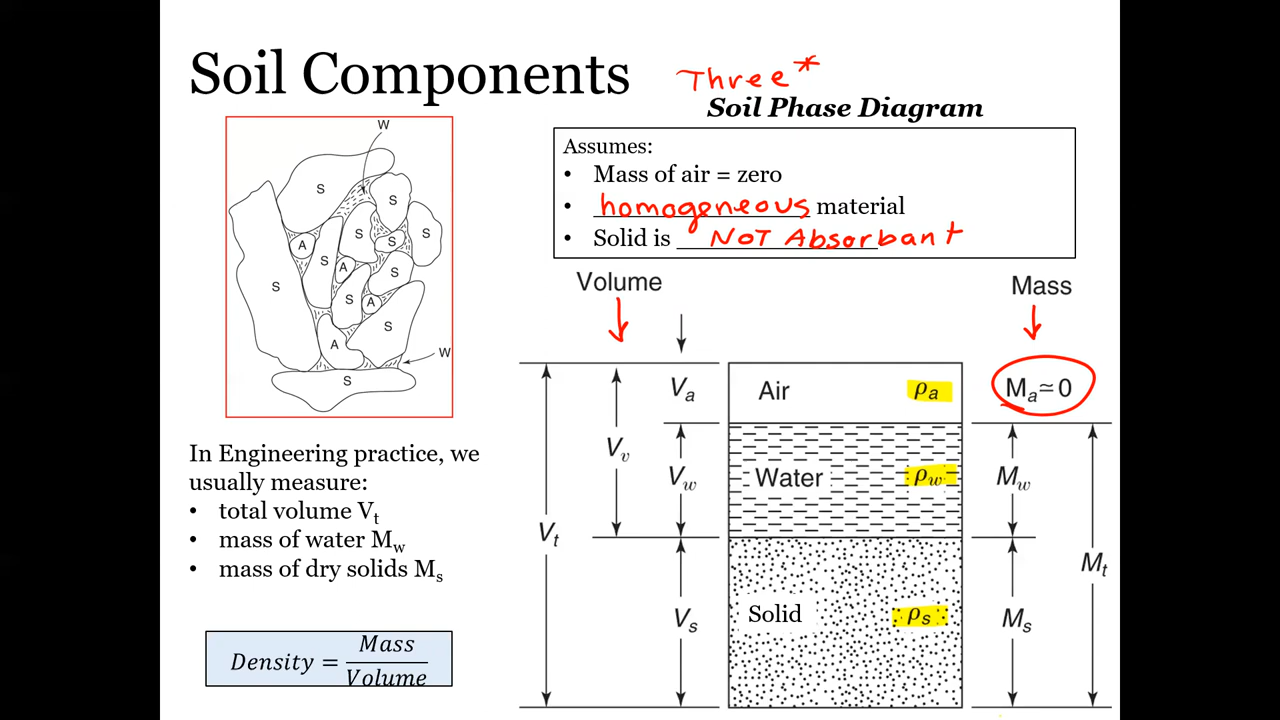 Soil Components
Three*
Soil Phase Diagram
W
S
S
S
S
A
S
S
A
S
S
S
A
S
A
W
S
Assumes:
• Mass of air = zero
• homogeneous material
• Solid is NOT Absorbant
In Engineering practice, we
usually measure:
• total volume Vt
• mass of water Mw
• mass of dry solids Ms
Density = Mass
Volume
Volume
Mass
Va
Air
ρa
Ma≃0
Vv
Vw
Water
ρw
Mw
Vt
Mt
Vs
Solid
ρs
Ms